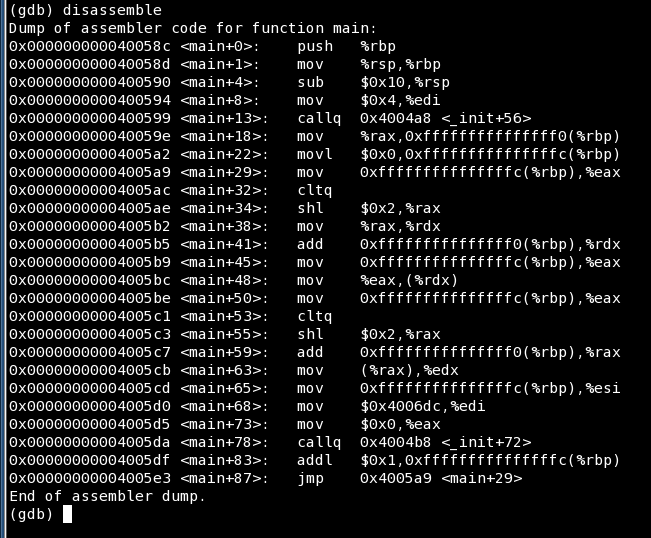 (gdb) disassemble
Dump of assembler code for function main:
0x000000000040058c <main+0>:    push   %rbp
0x000000000040058d <main+1>:    mov    %rsp,%rbp
0x0000000000400590 <main+4>:    sub    $0x10,%rsp
0x0000000000400594 <main+8>:    mov    $0x4,%edi
0x0000000000400599 <main+13>:   callq  0x4004a8 <_init+56>
0x000000000040059e <main+18>:   mov    %rax,0xfffffffffffffff0(%rbp)
0x00000000004005a2 <main+22>:   movl   $0x0,0xfffffffffffffffc(%rbp)
0x00000000004005a9 <main+29>:   mov    0xfffffffffffffffc(%rbp),%eax
0x00000000004005ac <main+32>:   cltq
0x00000000004005ae <main+34>:   shl    $0x2,%rax
0x00000000004005b2 <main+38>:   mov    %rax,%rdx
0x00000000004005b5 <main+41>:   add    0xfffffffffffffff0(%rbp),%rdx
0x00000000004005b9 <main+45>:   mov    0xfffffffffffffffc(%rbp),%eax
0x00000000004005bc <main+48>:   mov    %eax,(%rdx)
0x00000000004005be <main+50>:   mov    0xfffffffffffffffc(%rbp),%eax
0x00000000004005c1 <main+53>:   cltq
0x00000000004005c3 <main+55>:   shl    $0x2,%rax
0x00000000004005c7 <main+59>:   add    0xfffffffffffffff0(%rbp),%rax
0x00000000004005cb <main+63>:   mov    (%rax),%edx
0x00000000004005cd <main+65>:   mov    0xfffffffffffffffc(%rbp),%esi
0x00000000004005d0 <main+68>:   mov    $0x4006dc,%edi
0x00000000004005d5 <main+73>:   mov    $0x0,%eax
0x00000000004005da <main+78>:   callq  0x4004b8 <_init+72>
0x00000000004005df <main+83>:   addl   $0x1,0xfffffffffffffffc(%rbp)
0x00000000004005e3 <main+87>:   jmp    0x4005a9 <main+29>
End of assembler dump.
(gdb)